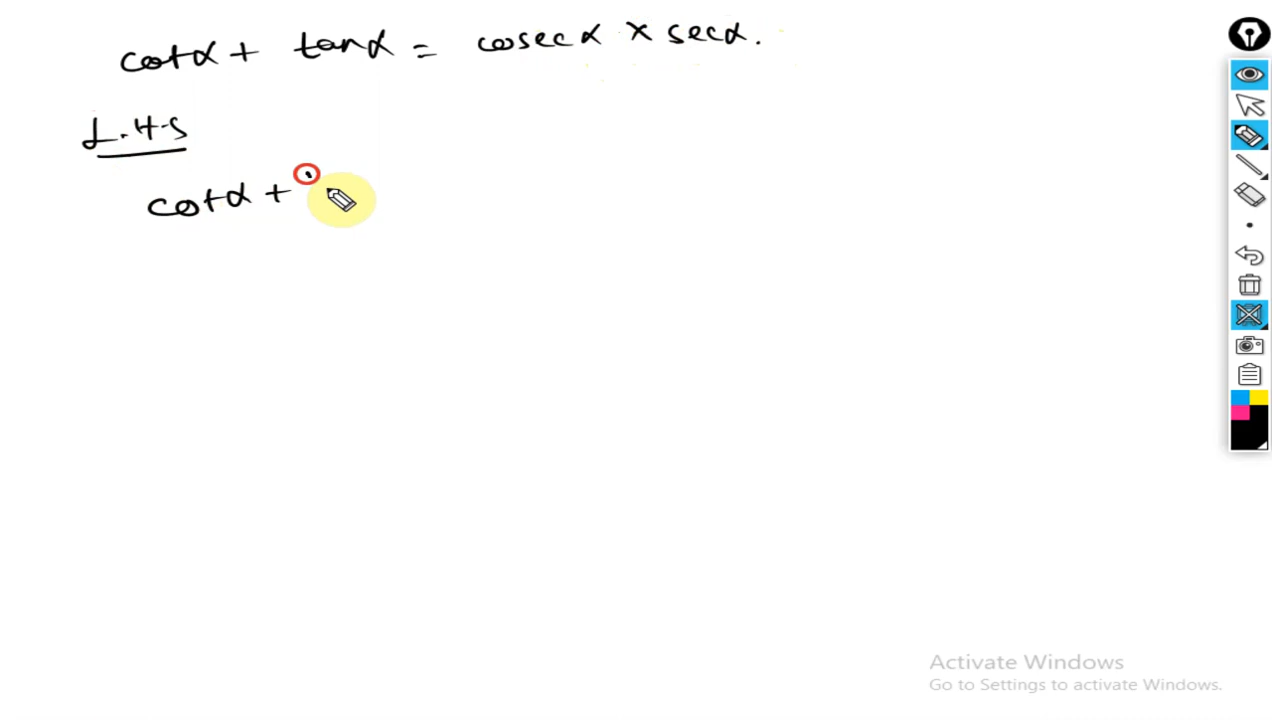 cotα + tanα = cosecα × secα.
L.H.S
cotα +
Activate Windows
Go to Settings to activate Windows.